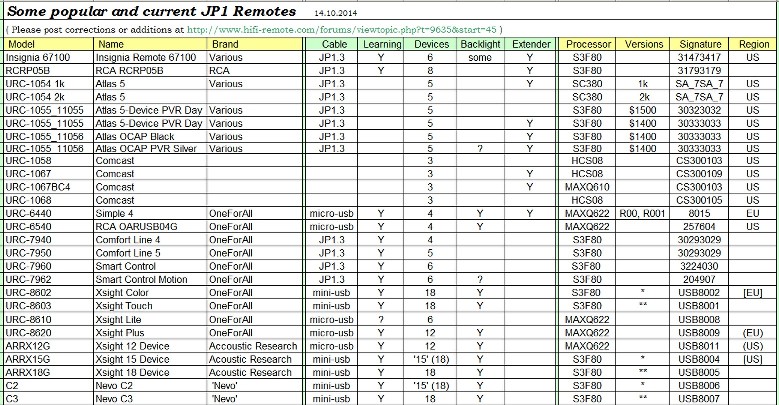 Some popular and current JP1 Remotes 14.10.2014
( Please post corrections or additions at http://www.hifi-remote.com/forums/viewtopic.php?t=9635&start=45 )
Model Name Brand Cable Learning Devices Backlight Extender Processor Versions Signature Region
Insignia 67100 Insignia Remote 67100 Various JP1.3 Y 6 some Y S3F80 31473417 US
RCRP05B RCA RCRP05B RCA JP1.3 Y 8 Y S3F80 31793179
URC-1054 1k Atlas 5 Various JP1.3 5 Y SC380 1k SA_7SA_7 US
URC-1054 2k Atlas 5 JP1.3 5 SC380 2k SA_7SA_7 US
URC-1055_11055 Atlas 5-Device PVR Day Various JP1.3 5 S3F80 $1500 30323032 US
URC-1055_11055 Atlas 5-Device PVR Day Various JP1.3 5 Y S3F80 $1400 30333033 US
URC-1055_11056 Atlas OCAP Black Various JP1.3 5 Y S3F80 $1400 30333033 US
URC-1055_11056 Atlas OCAP PVR Silver Various JP1.3 5 ? Y S3F80 $1400 30333033 US
URC-1058 Comcast 3 HCS08 CS300103 US
URC-1067 Comcast 3 Y HCS08 CS300109 US
URC-1067BC4 Comcast 3 Y MAXQ610 CS300103 US
URC-1068 Comcast 3 HCS08 CS300105 US
URC-6440 Simple 4 OneForAll micro-usb Y 4 Y Y MAXQ622 R00, R001 8015 EU
URC-6540 RCA OARUSB04G OneForAll micro-usb Y 4 Y MAXQ622 257604 US
URC-7940 Comfort Line 4 OneForAll JP1.3 Y 4 S3F80 30293029
URC-7950 Comfort Line 5 OneForAll JP1.3 Y 5 S3F80 30293029
URC-7960 Smart Control OneForAll JP1.3 Y 6 S3F80 3224030
URC-7962 Smart Control Motion OneForAll JP1.3 Y 6 ? S3F80 204907
URC-8602 Xsight Color OneForAll mini-usb Y 18 Y S3F80 * USB8002 [EU]
URC-8603 Xsight Touch OneForAll mini-usb Y 18 Y S3F80 ** USB8001
URC-8610 Xsight Lite OneForAll micro-usb ? 6 MAXQ622 USB8008
URC-8620 Xsight Plus OneForAll micro-usb Y 12 Y MAXQ622 USB8009 (EU)
ARRX12G Xsight 12 Device Accoustic Research micro-usb Y 12 Y MAXQ622 USB8011 (US)
ARRX15G Xsight 15 Device Acoustic Research mini-usb Y '15' (18) Y S3F80 * USB8004 [US]
ARRX18G Xsight 18 Device Acoustic Research mini-usb Y 18 Y S3F80 ** USB8005
C2 Nevo C2 'Nevo' mini-usb Y '15' (18) Y S3F80 * USB8006
C3 Nevo C3 'Nevo' mini-usb Y 18 Y S3F80 ** USB8007